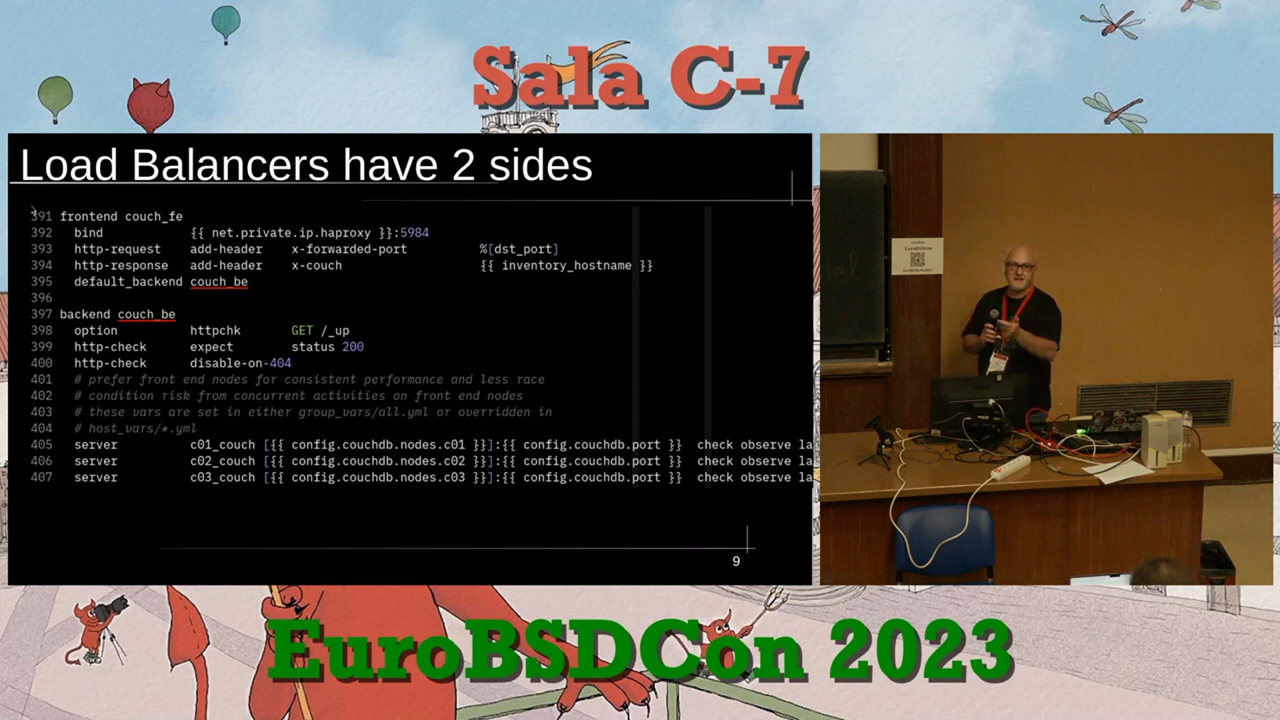 Sala C-7
Load Balancers have 2 sides
391 frontend couch_fe
392 bind {{ net.private.ip.haproxy }}:5984
393 http-request add-header x-forwarded-port %[dst_port]
394 http-response add-header x-couch {{ inventory_hostname }}
395 default_backend couch_be
396
397 backend couch_be
398 option httpchk GET /_up
399 http-check expect status 200
400 http-check disable-on-404
401 # prefer front end nodes for consistent performance and less race
402 # condition risk from concurrent activities on front end nodes
403 # these vars are set in either group_vars/all.yml or overridden in
404 # host_vars/*.yml
405 server c01_couch [{{ config.couchdb.nodes.c01 }}]:{{ config.couchdb.port }} check observe la
406 server c02_couch [{{ config.couchdb.nodes.c02 }}]:{{ config.couchdb.port }} check observe la
407 server c03_couch [{{ config.couchdb.nodes.c03 }}]:{{ config.couchdb.port }} check observe la
9
EuroBSDCon 2023